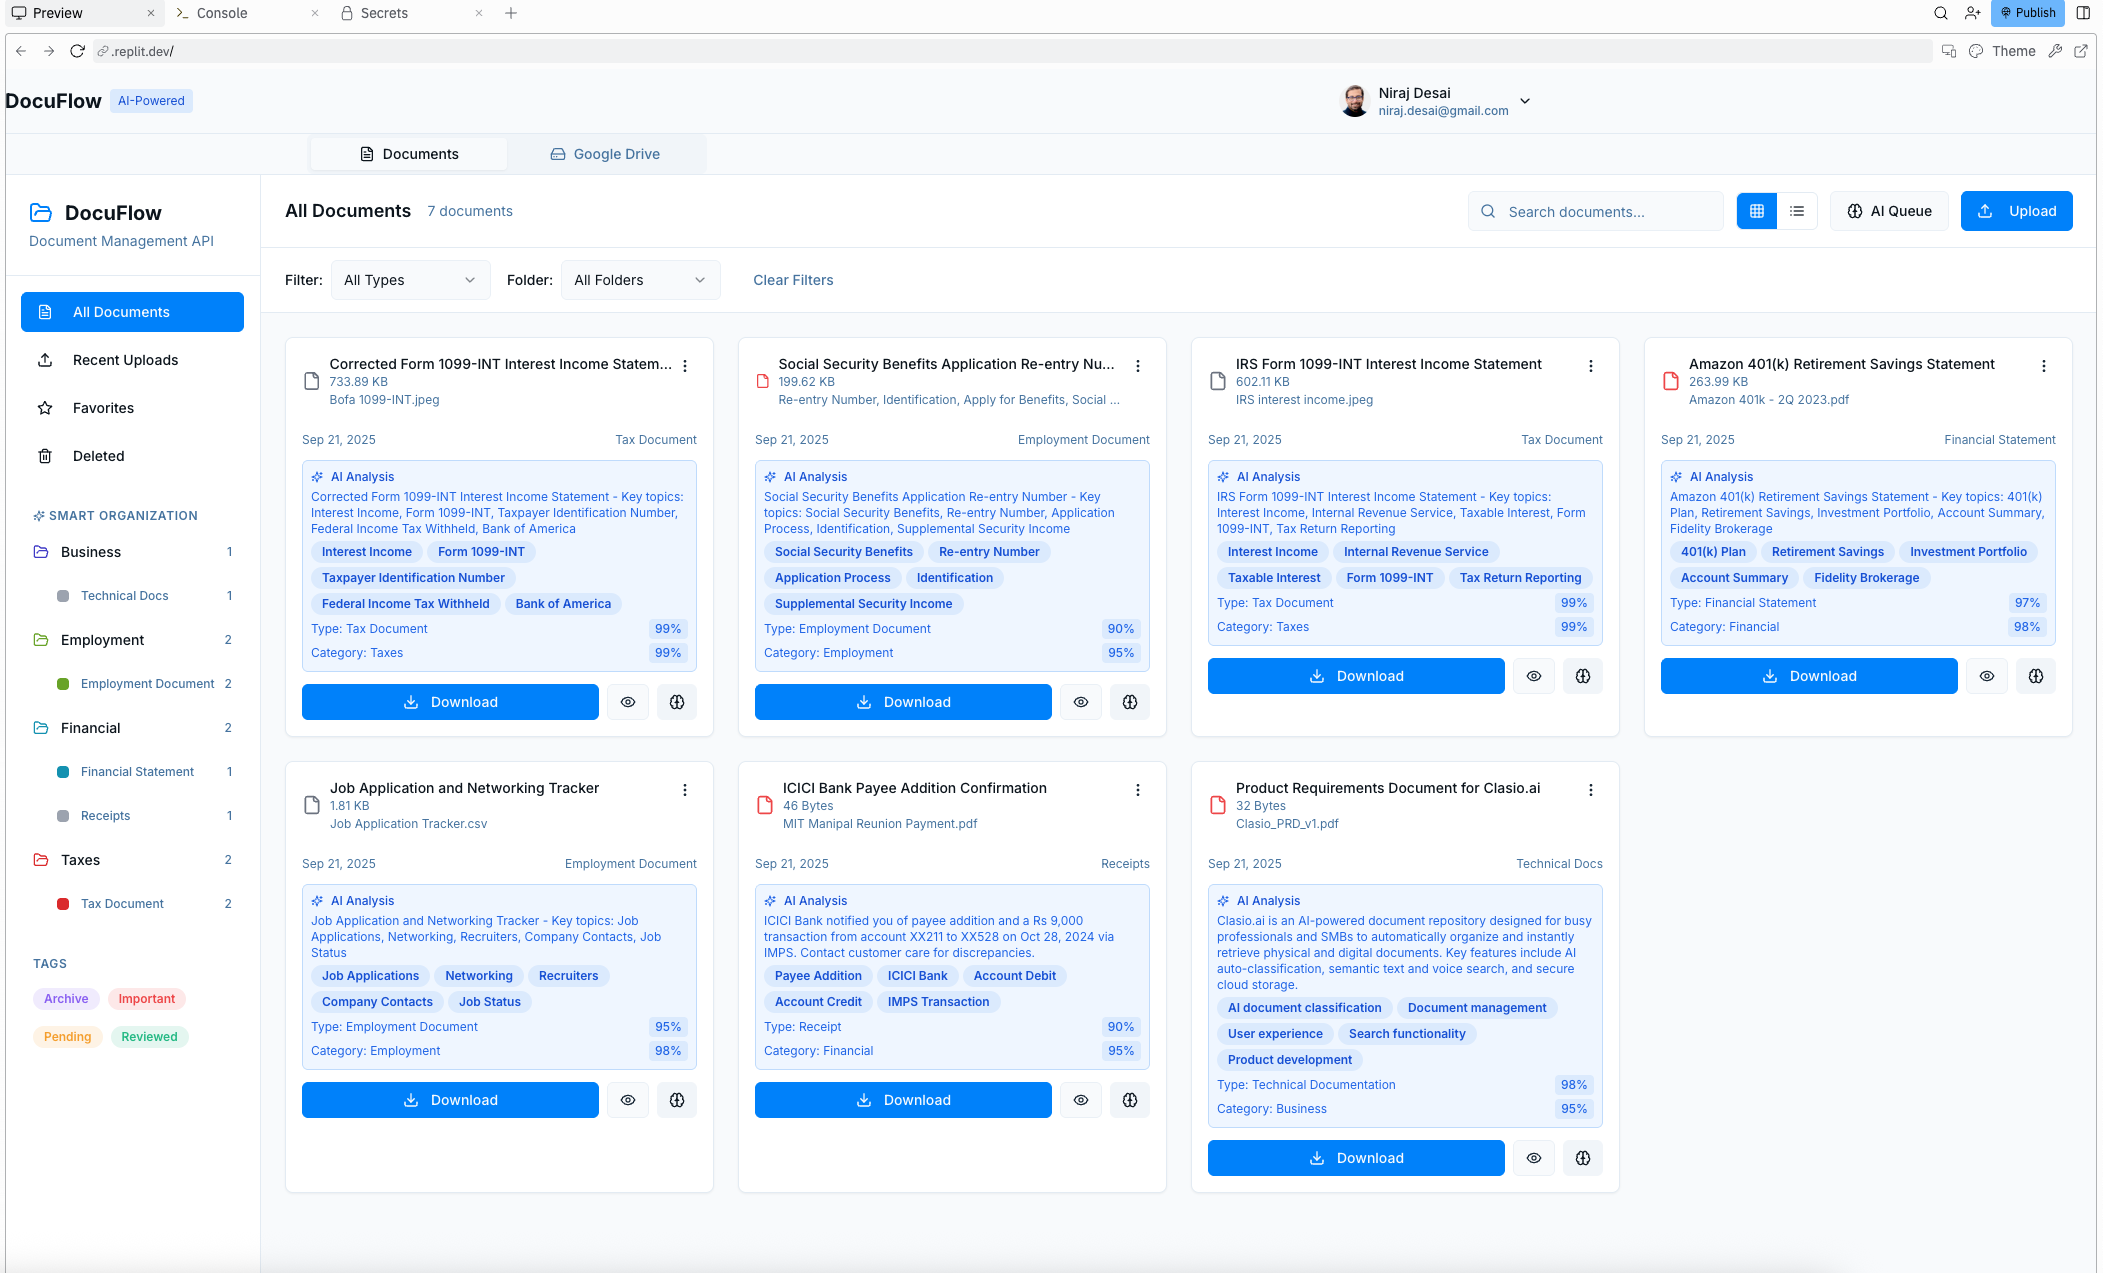 Preview
Console
Secrets
Publish
.replit.dev/
Theme
DocuFlow
AI-Powered
Niraj Desai
niraj.desai@gmail.com
Documents
Google Drive
DocuFlow
Document Management API
All Documents
Recent Uploads
Favorites
Deleted
SMART ORGANIZATION
Business 1
Technical Docs 1
Employment 2
Employment Document 2
Financial 2
Financial Statement 1
Receipts 1
Taxes 2
Tax Document 2
TAGS
Archive Important
Pending Reviewed
All Documents 7 documents
Search documents...
AI Queue
Upload
Filter: All Types Folder: All Folders Clear Filters
Corrected Form 1099-INT Interest Income Statem...
733.89 KB
Bofa 1099-INT.jpeg
Sep 21, 2025 Tax Document
AI Analysis
Corrected Form 1099-INT Interest Income Statement - Key topics:
Interest Income, Form 1099-INT, Taxpayer Identification Number,
Federal Income Tax Withheld, Bank of America
Interest Income Form 1099-INT
Taxpayer Identification Number
Federal Income Tax Withheld Bank of America
Type: Tax Document 99%
Category: Taxes 99%
Download
Social Security Benefits Application Re-entry Nu...
199.62 KB
Re-entry Number, Identification, Apply for Benefits, Social ...
Sep 21, 2025 Employment Document
AI Analysis
Social Security Benefits Application Re-entry Number - Key
topics: Social Security Benefits, Re-entry Number, Application
Process, Identification, Supplemental Security Income
Social Security Benefits Re-entry Number
Application Process Identification
Supplemental Security Income
Type: Employment Document 90%
Category: Employment 95%
Download
IRS Form 1099-INT Interest Income Statement
602.11 KB
IRS interest income.jpeg
Sep 21, 2025 Tax Document
AI Analysis
IRS Form 1099-INT Interest Income Statement - Key topics:
Interest Income, Internal Revenue Service, Taxable Interest, Form
1099-INT, Tax Return Reporting
Interest Income Internal Revenue Service
Taxable Interest Form 1099-INT Tax Return Reporting
Type: Tax Document 99%
Category: Taxes 99%
Download
Amazon 401(k) Retirement Savings Statement
263.99 KB
Amazon 401k - 2Q 2023.pdf
Sep 21, 2025 Financial Statement
AI Analysis
Amazon 401(k) Retirement Savings Statement - Key topics: 401(k)
Plan, Retirement Savings, Investment Portfolio, Account Summary,
Fidelity Brokerage
401(k) Plan Retirement Savings Investment Portfolio
Account Summary Fidelity Brokerage
Type: Financial Statement 97%
Category: Financial 98%
Download
Job Application and Networking Tracker
1.81 KB
Job Application Tracker.csv
Sep 21, 2025 Employment Document
AI Analysis
Job Application and Networking Tracker - Key topics: Job
Applications, Networking, Recruiters, Company Contacts, Job
Status
Job Applications Networking Recruiters
Company Contacts Job Status
Type: Employment Document 95%
Category: Employment 98%
Download
ICICI Bank Payee Addition Confirmation
46 Bytes
MIT Manipal Reunion Payment.pdf
Sep 21, 2025 Receipts
AI Analysis
ICICI Bank notified you of payee addition and a Rs 9,000
transaction from account XX211 to XX528 on Oct 28, 2024 via
IMPS. Contact customer care for discrepancies.
Payee Addition ICICI Bank Account Debit
Account Credit IMPS Transaction
Type: Receipt 90%
Category: Financial 95%
Download
Product Requirements Document for Clasio.ai
32 Bytes
Clasio_PRD_v1.pdf
Sep 21, 2025 Technical Docs
AI Analysis
Clasio.ai is an AI-powered document repository designed for busy
professionals and SMBs to automatically organize and instantly
retrieve physical and digital documents. Key features include AI
auto-classification, semantic text and voice search, and secure
cloud storage.
AI document classification Document management
User experience Search functionality
Product development
Type: Technical Documentation 98%
Category: Business 95%
Download